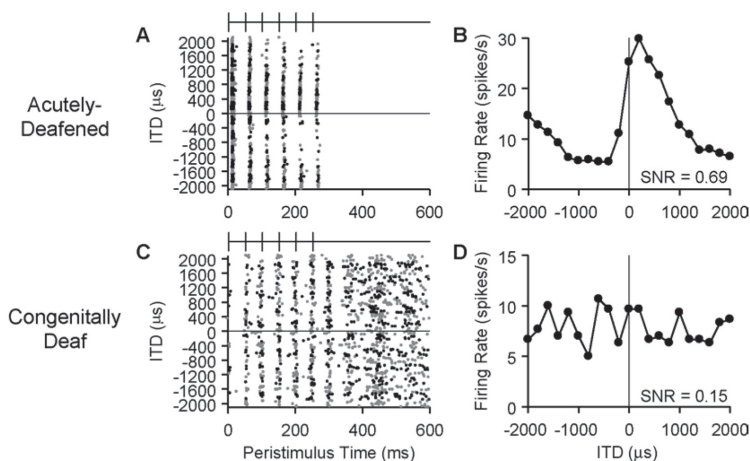 A
B
Acutely-
Deafened
ITD (µs)
2000
1600
1200
800
400
0
-400
-800
-1200
-1600
-2000
0 200 400 600
Firing Rate (spikes/s)
30
20
10
0
SNR = 0.69
-2000 -1000 0 1000 2000
C
D
Congenitally
Deaf
ITD (µs)
2000
1600
1200
800
400
0
-400
-800
-1200
-1600
-2000
0 200 400 600
Peristimulus Time (ms)
Firing Rate (spikes/s)
15
10
5
0
SNR = 0.15
-2000 -1000 0 1000 2000
ITD (µs)